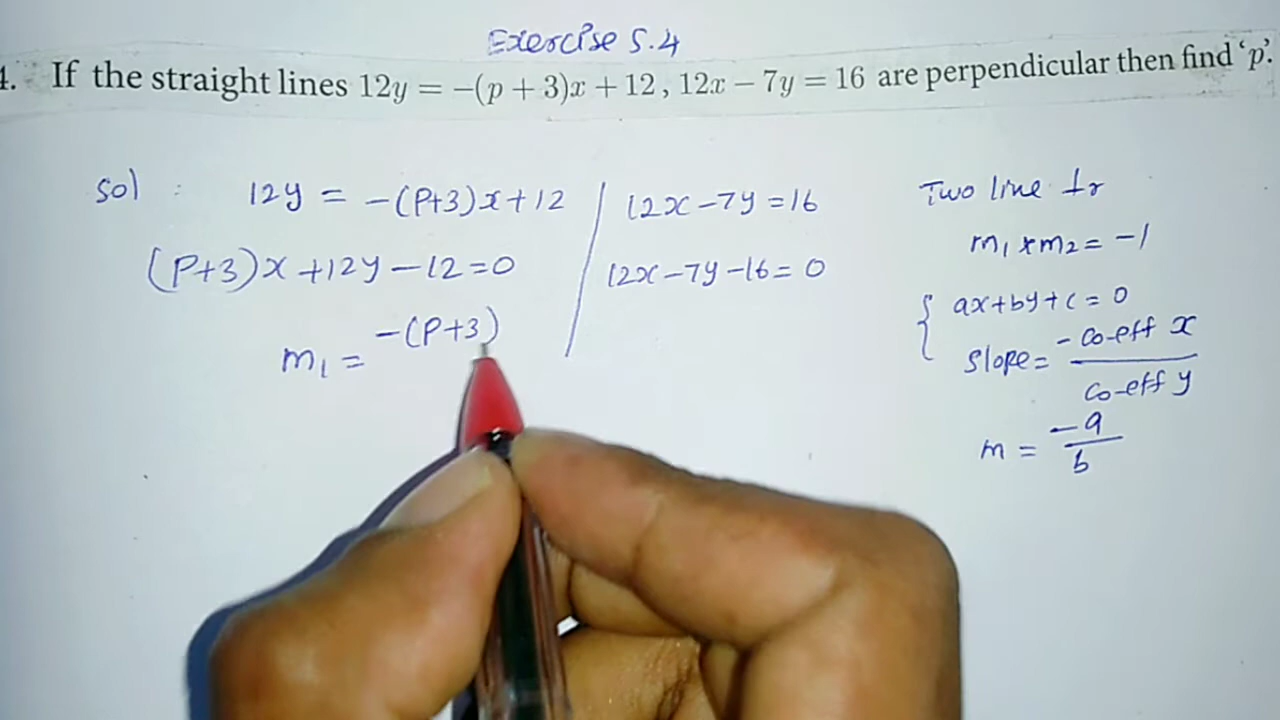 Exercise 5.4
4. If the straight lines 12y = −(p + 3)x + 12 , 12x − 7y = 16 are perpendicular then find ‘p’.
Sol : 12y = -(P+3)x+12
(P+3)x +12y -12=0
m₁ = -(P+3)
12x -7y =16
12x -7y -16= 0
Two line ⊥r
m₁ x m₂ = -1
{ ax+by+c = 0
Slope= - co-eff x / co-eff y
m = -a / b